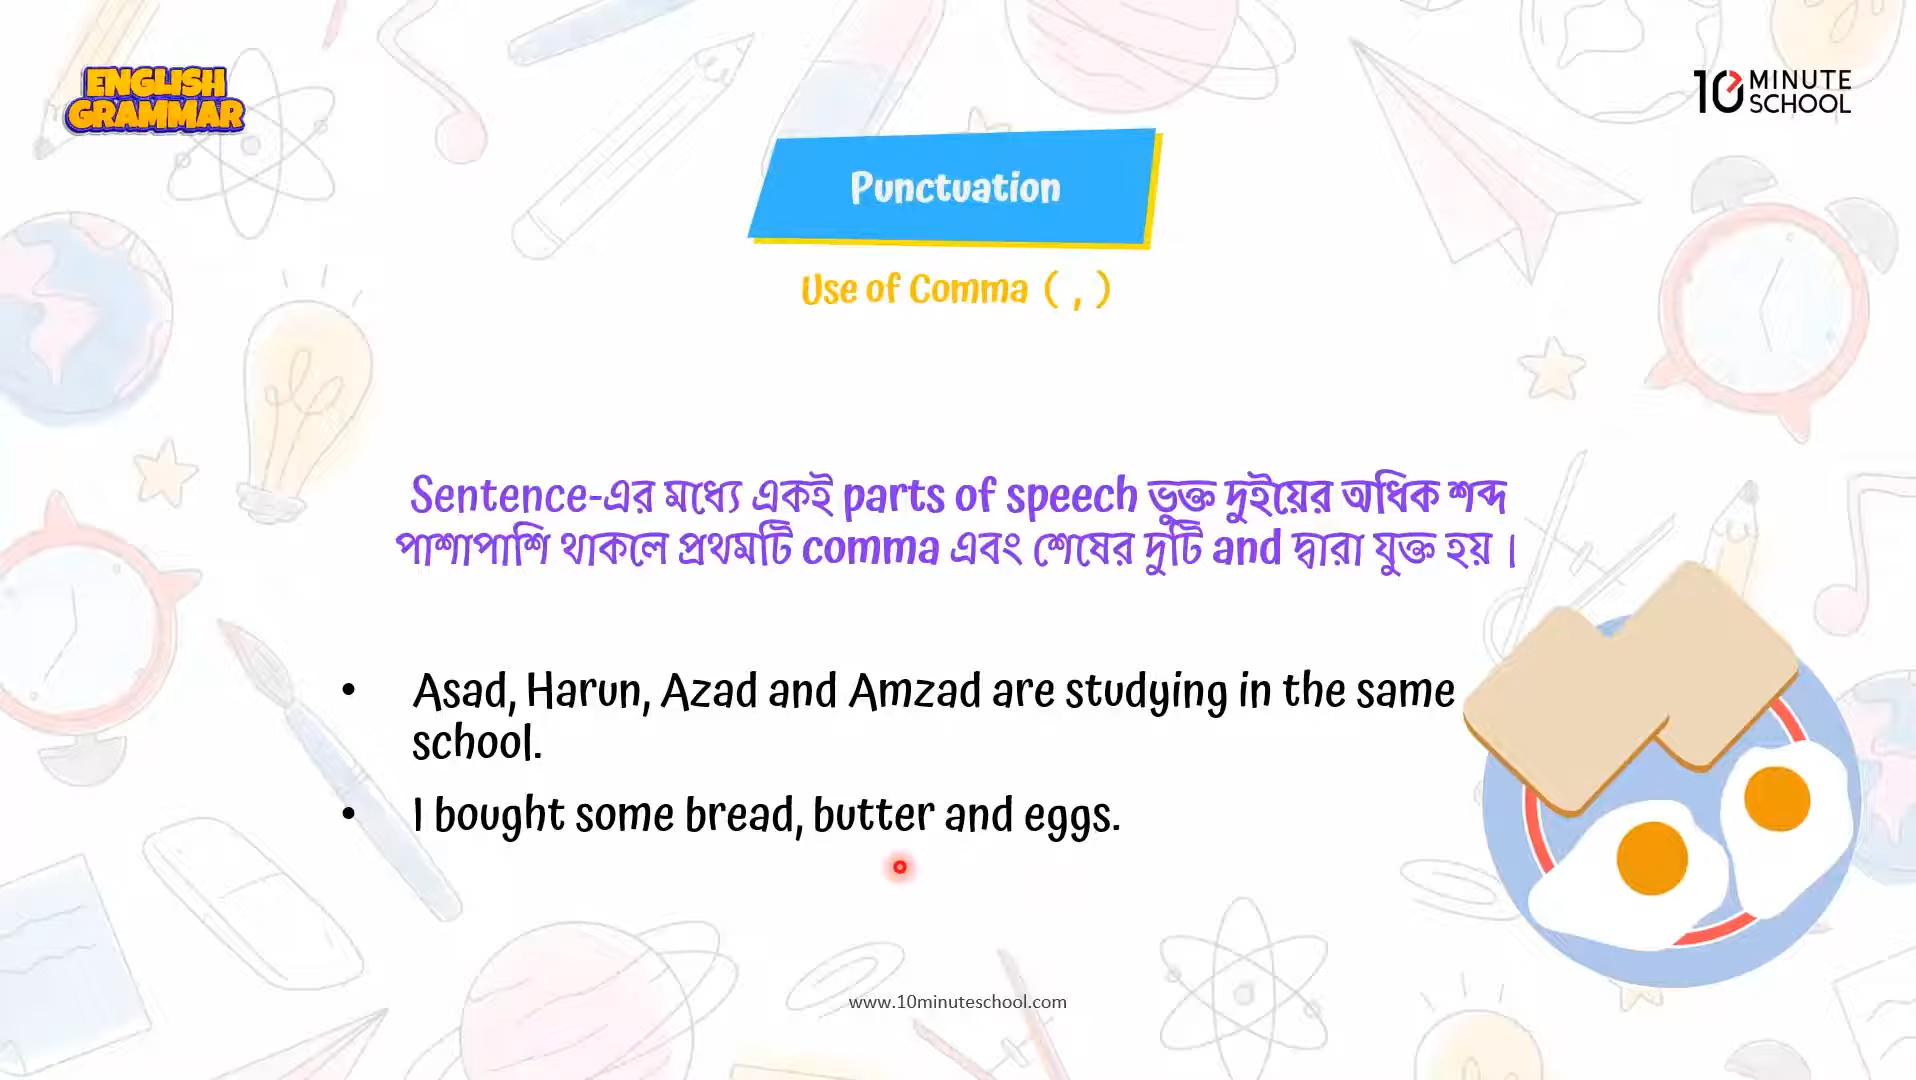 ENGLISH
GRAMMAR
10 MINUTE
SCHOOL
Punctuation
Use of Comma ( , )
Sentence-এর মধ্যে একই parts of speech ভুক্ত দুইয়ের অধিক শব্দ
পাশাপাশি থাকলে প্রথমটি comma এবং শেষের দুটি and দ্বারা যুক্ত হয় ।
• Asad, Harun, Azad and Amzad are studying in the same
school.
• I bought some bread, butter and eggs.
www.10minuteschool.com